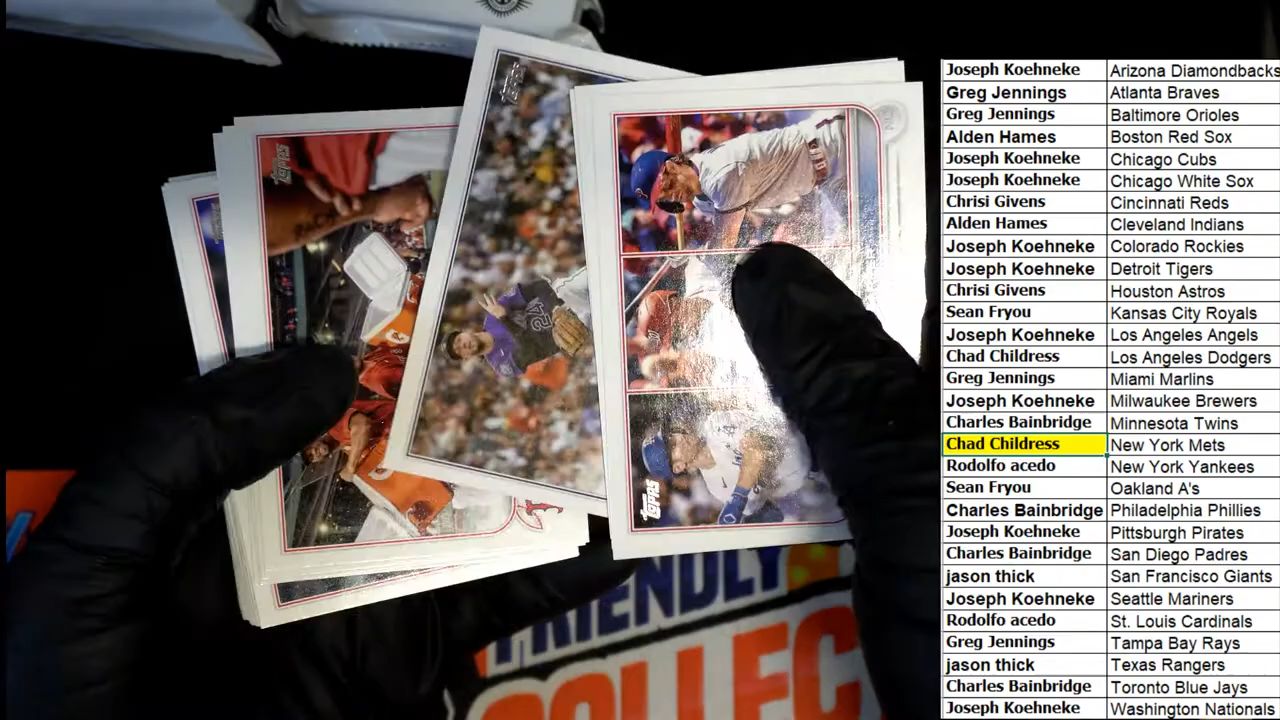 TOPPS
TOPPS
24
TOPPS
FRIENDLY
COLLEC
Joseph Koehneke Arizona Diamondbacks
Greg Jennings Atlanta Braves
Greg Jennings Baltimore Orioles
Alden Hames Boston Red Sox
Joseph Koehneke Chicago Cubs
Joseph Koehneke Chicago White Sox
Chrisi Givens Cincinnati Reds
Alden Hames Cleveland Indians
Joseph Koehneke Colorado Rockies
Joseph Koehneke Detroit Tigers
Chrisi Givens Houston Astros
Sean Fryou Kansas City Royals
Joseph Koehneke Los Angeles Angels
Chad Childress Los Angeles Dodgers
Greg Jennings Miami Marlins
Joseph Koehneke Milwaukee Brewers
Charles Bainbridge Minnesota Twins
Chad Childress New York Mets
Rodolfo acedo New York Yankees
Sean Fryou Oakland A's
Charles Bainbridge Philadelphia Phillies
Joseph Koehneke Pittsburgh Pirates
Charles Bainbridge San Diego Padres
jason thick San Francisco Giants
Joseph Koehneke Seattle Mariners
Rodolfo acedo St. Louis Cardinals
Greg Jennings Tampa Bay Rays
jason thick Texas Rangers
Charles Bainbridge Toronto Blue Jays
Joseph Koehneke Washington Nationals